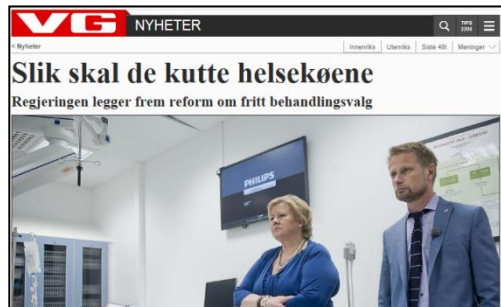 VG NYHETER
TIPS
2200
< Nyheter
Innenriks Utenriks Siste 48t Meninger
Slik skal de kutte helsekøene
Regjeringen legger frem reform om fritt behandlingsvalg
PHILIPS